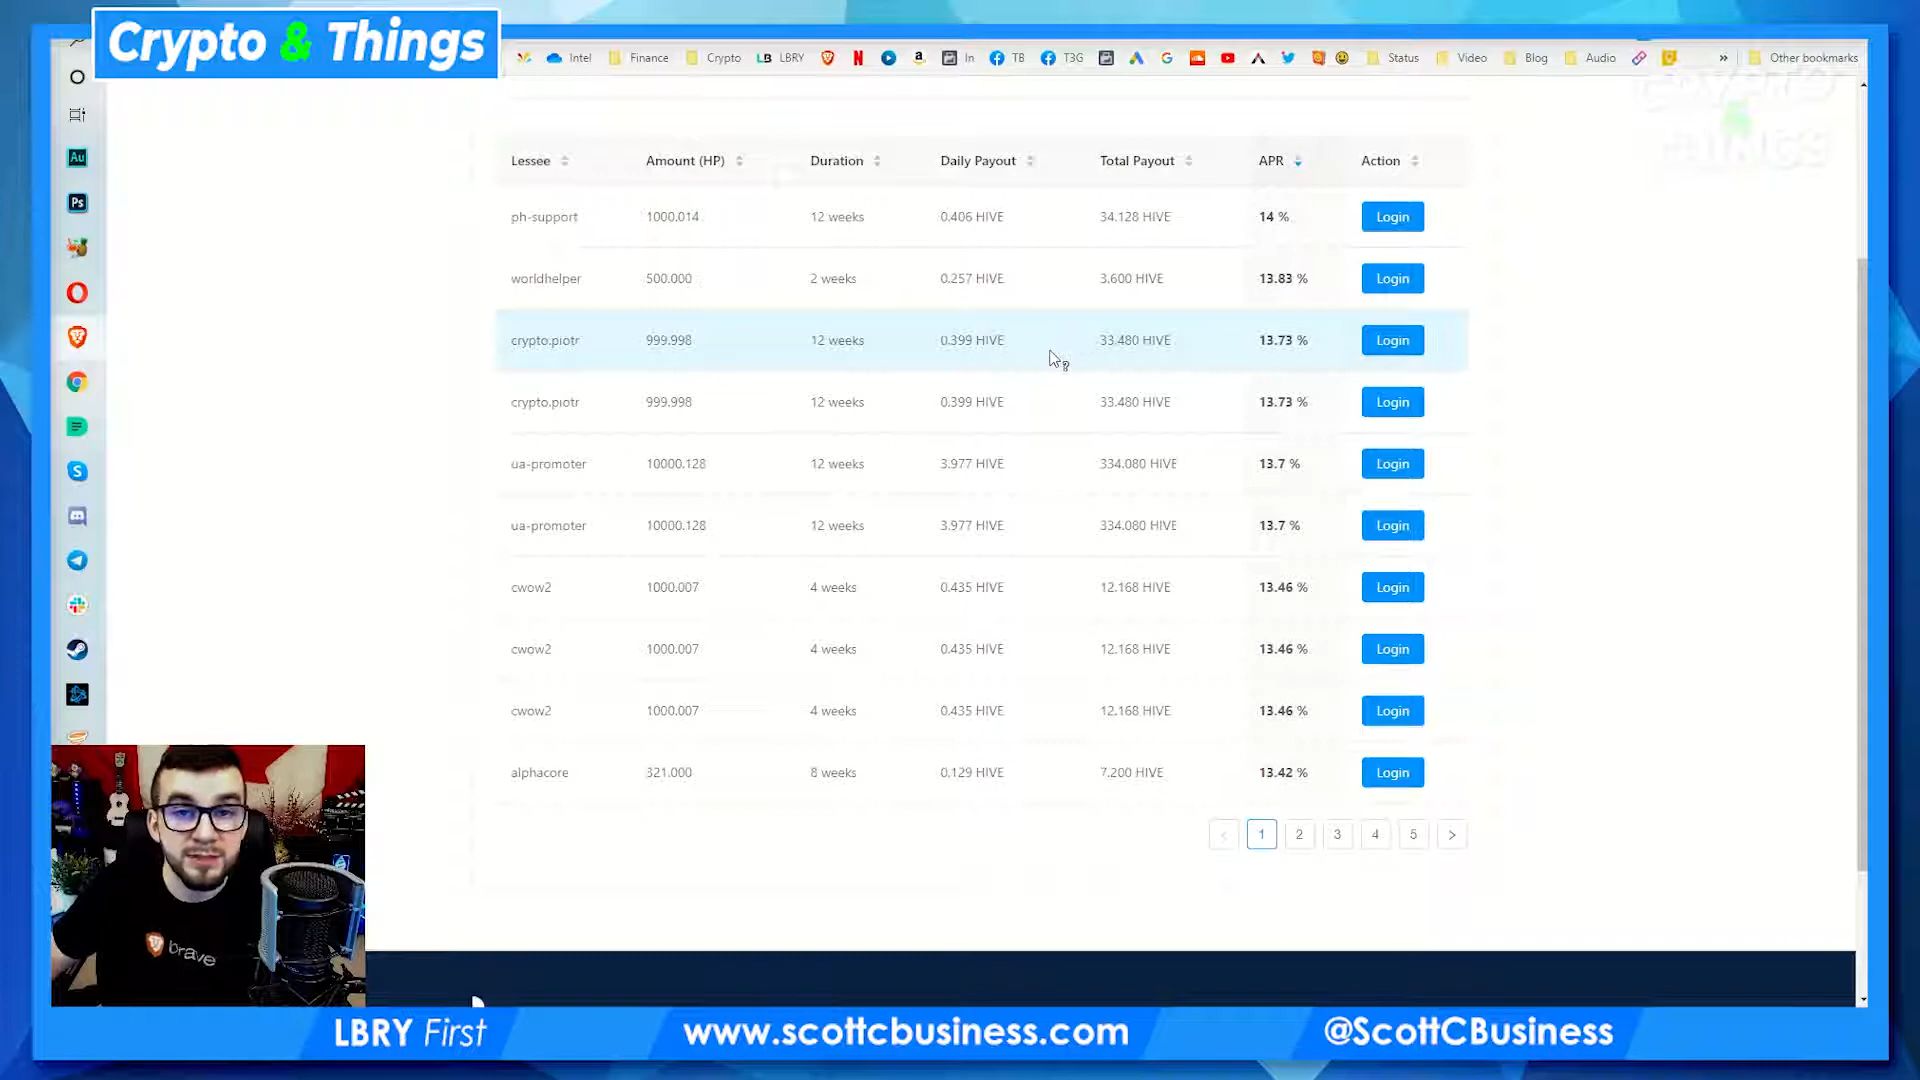 Crypto & Things
Intel Finance Crypto LB LBRY In TB T3G Status Video Blog Audio » Other bookmarks
CRYPTO
&
THINGS
Lessee Amount (HP) Duration Daily Payout Total Payout APR Action
ph-support 1000.014 12 weeks 0.406 HIVE 34.128 HIVE 14 % Login
worldhelper 500.000 2 weeks 0.257 HIVE 3.600 HIVE 13.83 % Login
crypto.piotr 999.998 12 weeks 0.399 HIVE 33.480 HIVE 13.73 % Login
crypto.piotr 999.998 12 weeks 0.399 HIVE 33.480 HIVE 13.73 % Login
ua-promoter 10000.128 12 weeks 3.977 HIVE 334.080 HIVE 13.7 % Login
ua-promoter 10000.128 12 weeks 3.977 HIVE 334.080 HIVE 13.7 % Login
cwow2 1000.007 4 weeks 0.435 HIVE 12.168 HIVE 13.46 % Login
cwow2 1000.007 4 weeks 0.435 HIVE 12.168 HIVE 13.46 % Login
cwow2 1000.007 4 weeks 0.435 HIVE 12.168 HIVE 13.46 % Login
alphacore 321.000 8 weeks 0.129 HIVE 7.200 HIVE 13.42 % Login
< 1 2 3 4 5 >
Au
Ps
brave
LBRY First www.scottcbusiness.com @ScottCBusiness